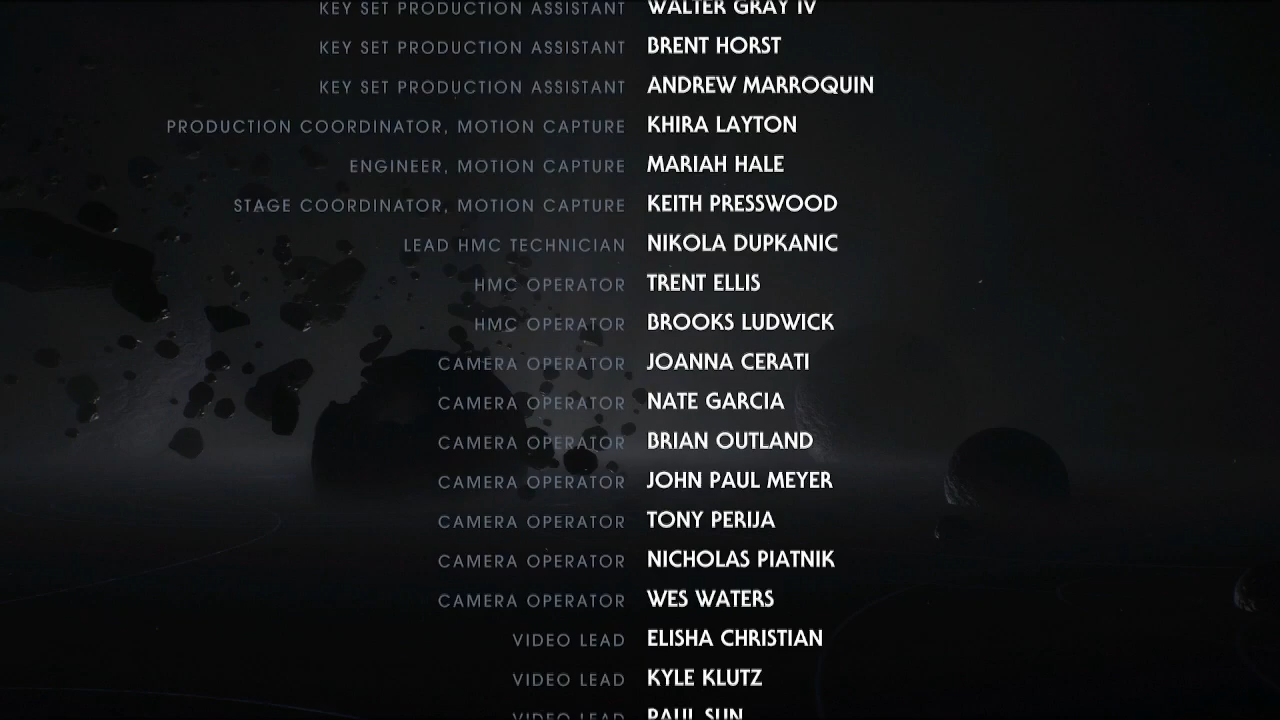 KEY SET PRODUCTION ASSISTANT WALTER GRAY IV
KEY SET PRODUCTION ASSISTANT BRENT HORST
KEY SET PRODUCTION ASSISTANT ANDREW MARROQUIN
PRODUCTION COORDINATOR, MOTION CAPTURE KHIRA LAYTON
ENGINEER, MOTION CAPTURE MARIAH HALE
STAGE COORDINATOR, MOTION CAPTURE KEITH PRESSWOOD
LEAD HMC TECHNICIAN NIKOLA DUPKANIC
HMC OPERATOR TRENT ELLIS
HMC OPERATOR BROOKS LUDWICK
CAMERA OPERATOR JOANNA CERATI
CAMERA OPERATOR NATE GARCIA
CAMERA OPERATOR BRIAN OUTLAND
CAMERA OPERATOR JOHN PAUL MEYER
CAMERA OPERATOR TONY PERIJA
CAMERA OPERATOR NICHOLAS PIATNIK
CAMERA OPERATOR WES WATERS
VIDEO LEAD ELISHA CHRISTIAN
VIDEO LEAD KYLE KLUTZ
VIDEO LEAD PAUL SUN